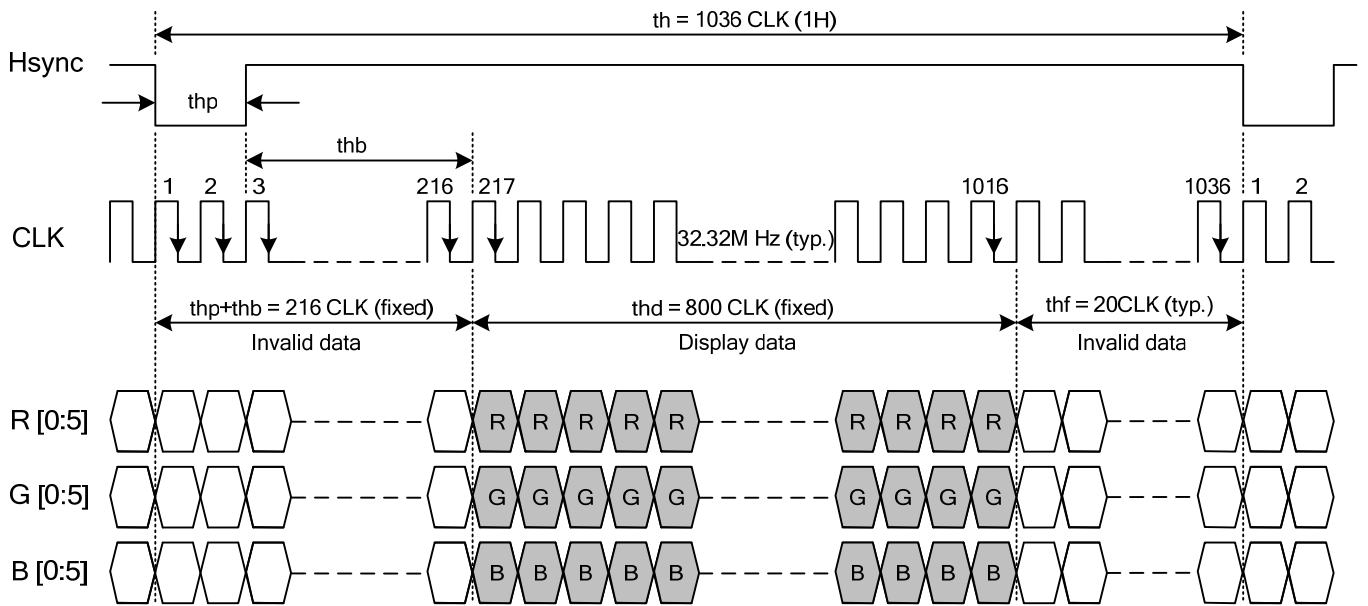 th = 1036 CLK (1H)
Hsync
thp
thb
1 2 3 216 217 1016 1036 1 2
CLK
32.32M Hz (typ.)
thp+thb = 216 CLK (fixed) thd = 800 CLK (fixed) thf = 20CLK (typ.)
Invalid data Display data Invalid data
R [0:5] R R R R R R R R R
G [0:5] G G G G G G G G G
B [0:5] B B B B B B B B B